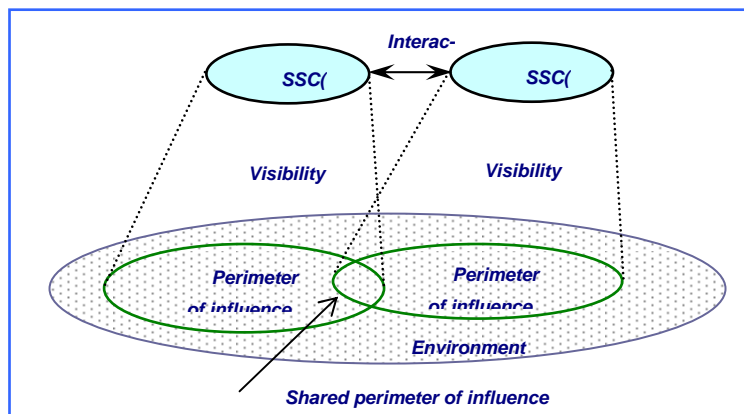 Interac-
SSC(
SSC(
Visibility
Visibility
Perimeter
of influence
Perimeter
of influence
Environment
Shared perimeter of influence